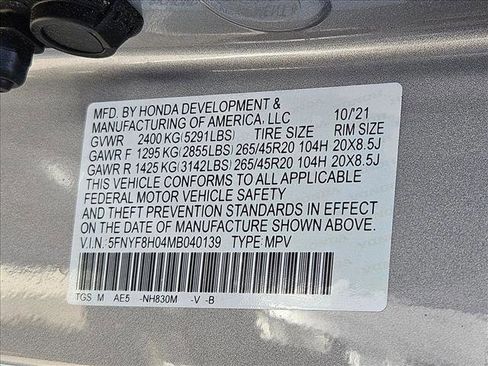 MFD. BY HONDA DEVELOPMENT &
MANUFACTURING OF AMERICA, LLC 10/'21
GVWR 2400 KG(5291LBS) TIRE SIZE RIM SIZE
GAWR F 1295 KG(2855LBS) 265/45R20 104H 20X8.5J
GAWR R 1425 KG(3142LBS) 265/45R20 104H 20X8.5J
THIS VEHICLE CONFORMS TO ALL APPLICABLE
FEDERAL MOTOR VEHICLE SAFETY
AND THEFT PREVENTION STANDARDS IN EFFECT
ON THE DATE OF MANUFACTURE SHOWN ABOVE.
V.I.N: 5FNYF8H04MB040139 TYPE: MPV
TGS M AE5 -NH830M -V -B